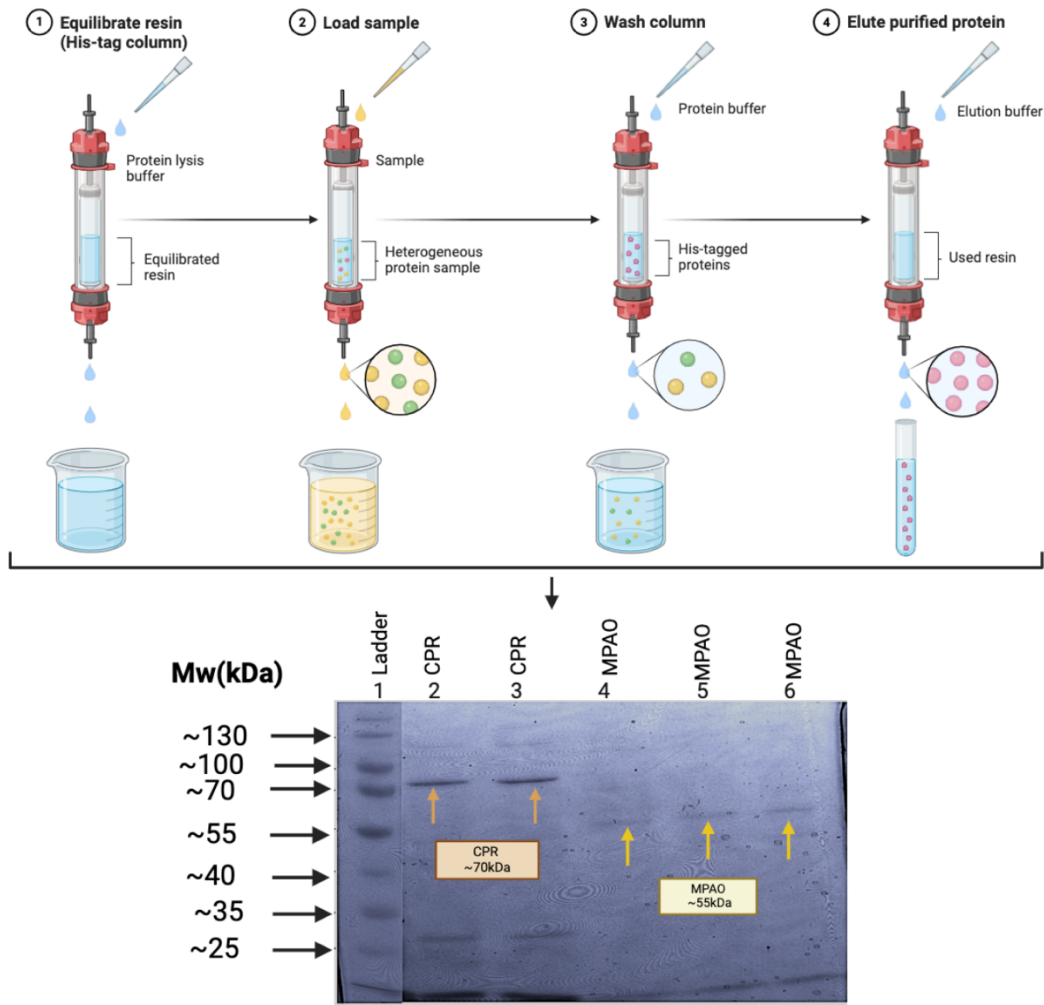 1 Equilibrate resin
(His-tag column)
2 Load sample
3 Wash column
4 Elute purified protein
Protein lysis
buffer
Sample
Protein buffer
Elution buffer
Equilibrated
resin
Heterogeneous
protein sample
His-tagged
proteins
Used resin
Mw(kDa)
1 Ladder
2 CPR
3 CPR
4 MPAO
5 MPAO
6 MPAO
~130
~100
~70
~55
~40
~35
~25
CPR
~70kDa
MPAO
~55kDa